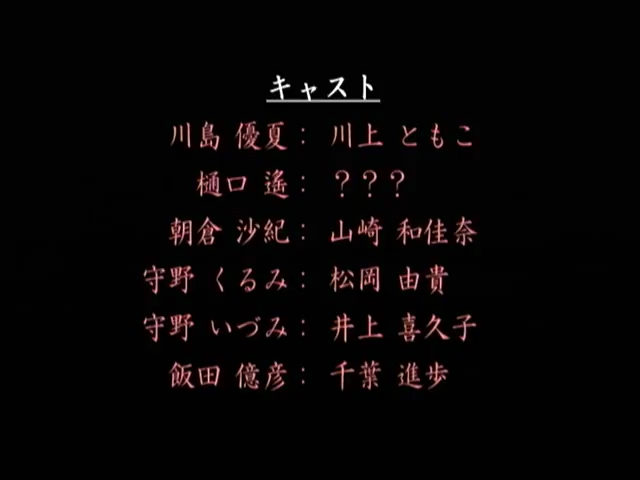 キャスト
川島 優夏： 川上 ともこ
樋口 遙： ？？？
朝倉 沙紀： 山崎 和佳奈
守野 くるみ： 松岡 由貴
守野 いづみ： 井上 喜久子
飯田 億彦： 千葉 進歩